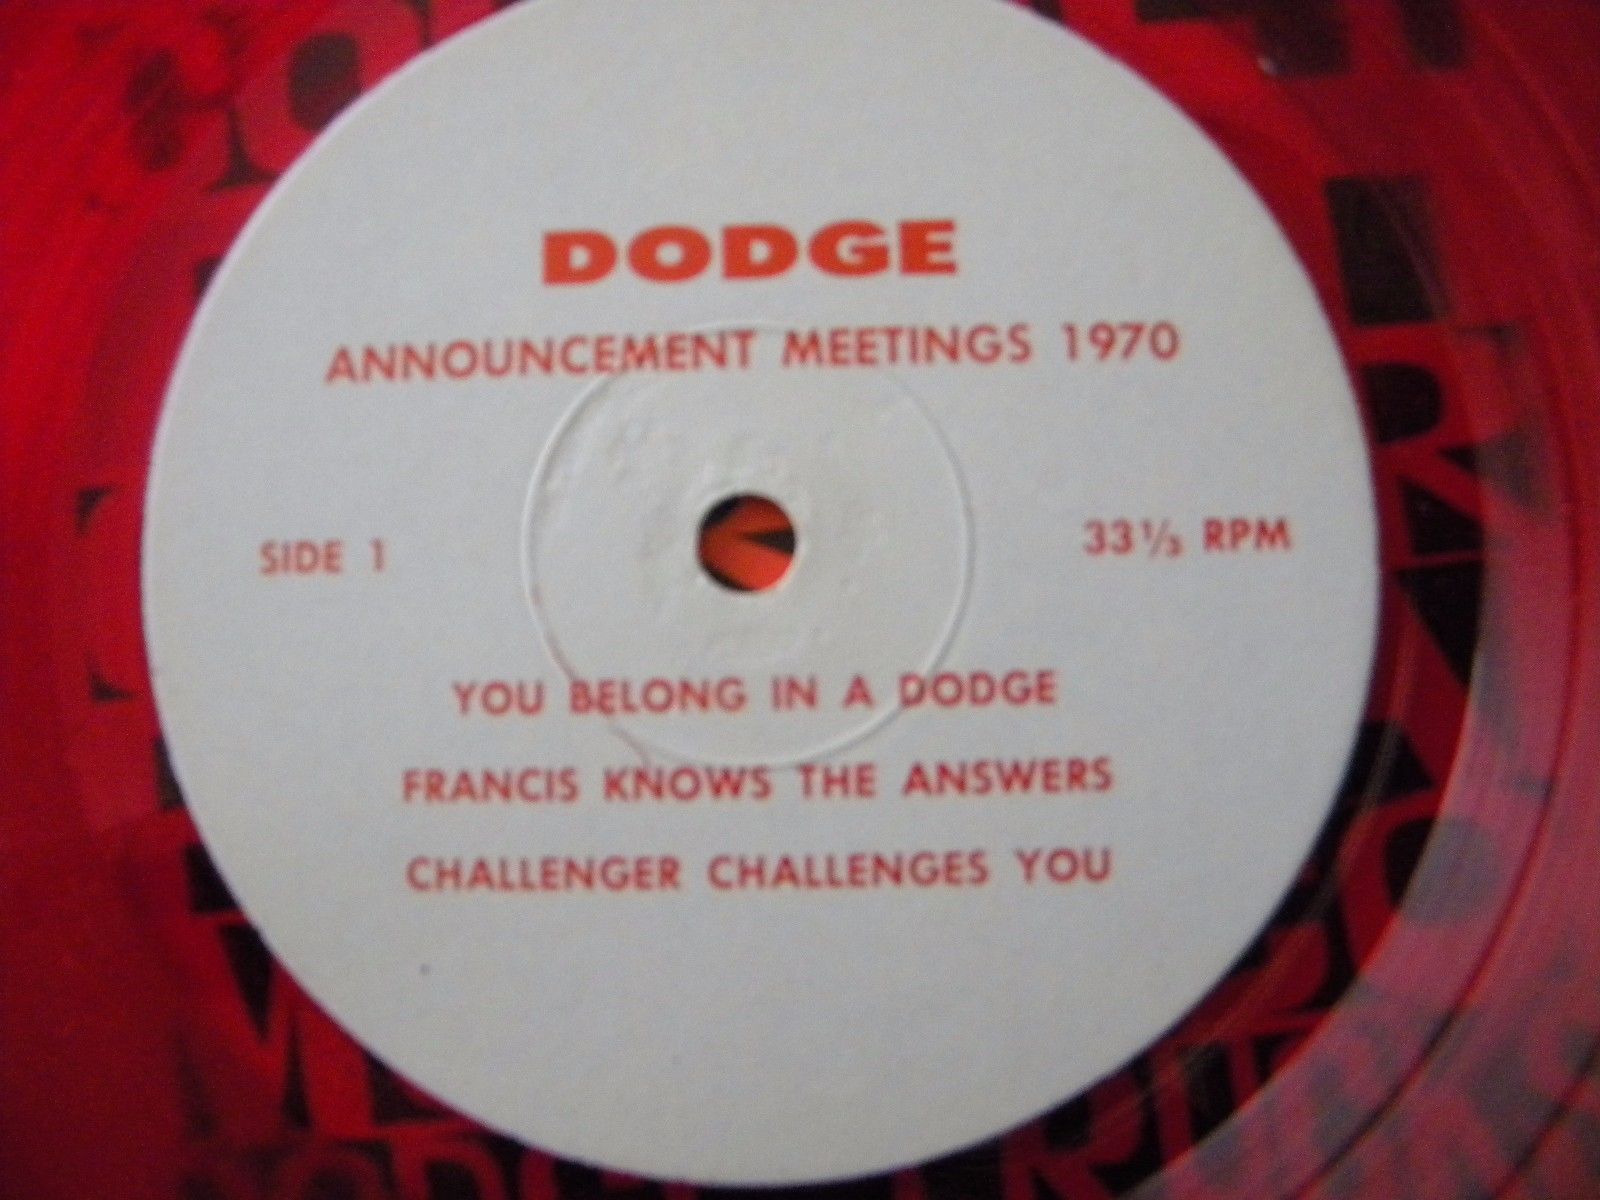 DODGE
ANNOUNCEMENT MEETINGS 1970
SIDE 1
33⅓ RPM
YOU BELONG IN A DODGE
FRANCIS KNOWS THE ANSWERS
CHALLENGER CHALLENGES YOU